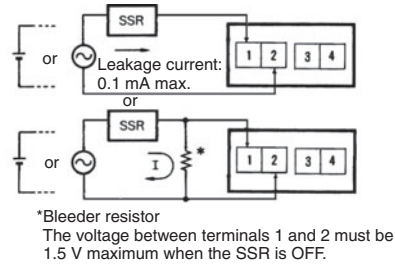 SSR
or
Leakage current:
0.1 mA max.
1 2 3 4
or
SSR
or
I
*
1 2 3 4
*Bleeder resistor
The voltage between terminals 1 and 2 must be
1.5 V maximum when the SSR is OFF.